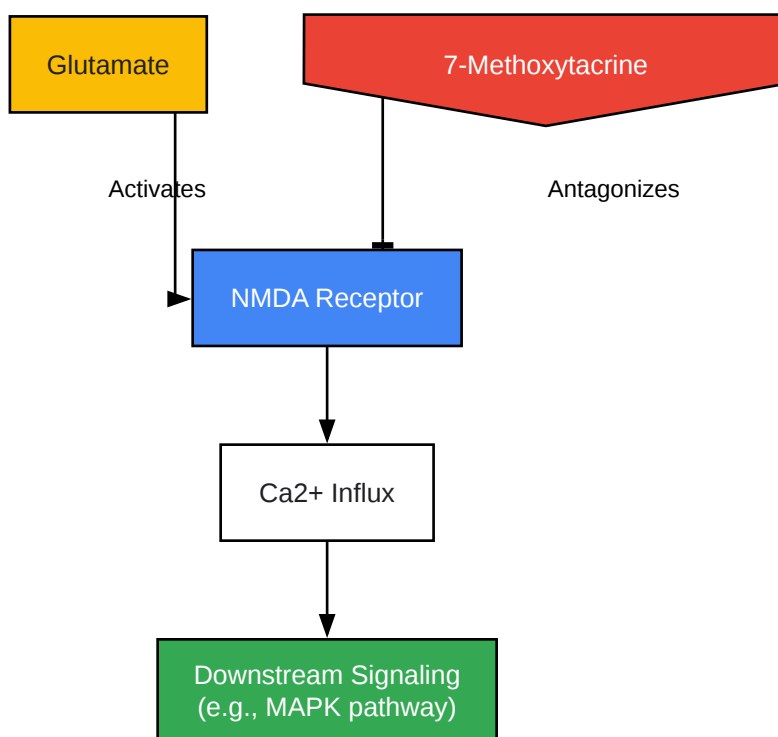 Glutamate
7-Methoxytacrine
Activates
Antagonizes
NMDA Receptor
Ca2+ Influx
Downstream Signaling
(e.g., MAPK pathway)